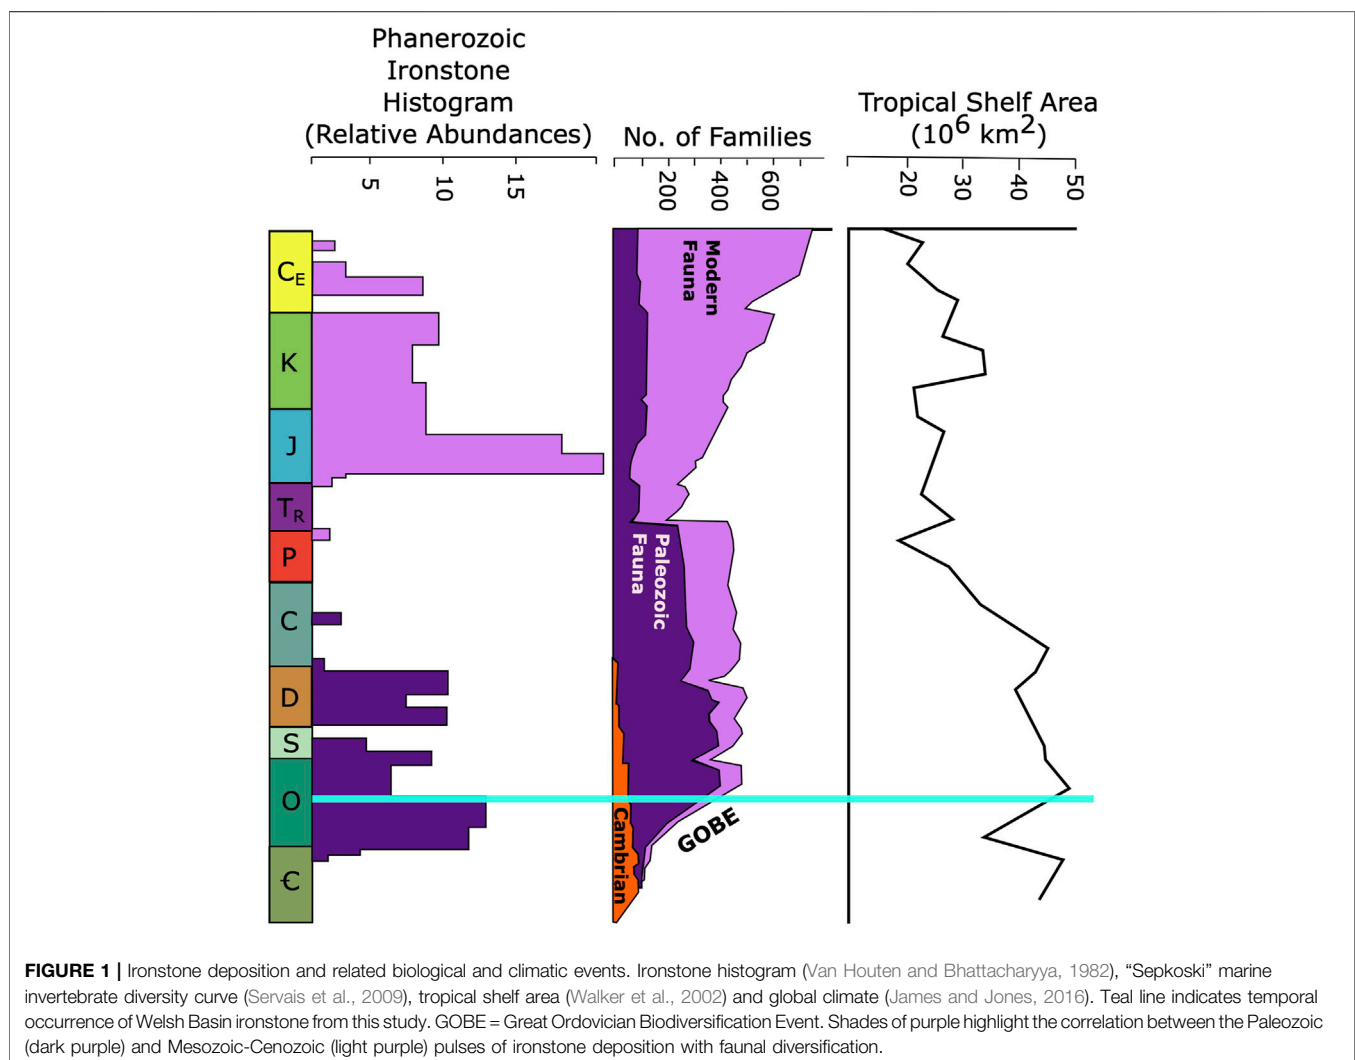 Phanerozoic
Ironstone
Histogram
(Relative Abundances)
No. of Families
Tropical Shelf Area
(10⁶ km²)
5
10
15
200
400
600
20
30
40
50
C_E
K
J
T_R
P
C
D
S
O
Ꞓ
Modern
Fauna
Paleozoic
Fauna
Cambrian
GOBE
FIGURE 1 | Ironstone deposition and related biological and climatic events. Ironstone histogram (Van Houten and Bhattacharyya, 1982), “Sepkoski” marine
invertebrate diversity curve (Servais et al., 2009), tropical shelf area (Walker et al., 2002) and global climate (James and Jones, 2016). Teal line indicates temporal
occurrence of Welsh Basin ironstone from this study. GOBE = Great Ordovician Biodiversification Event. Shades of purple highlight the correlation between the Paleozoic
(dark purple) and Mesozoic-Cenozoic (light purple) pulses of ironstone deposition with faunal diversification.